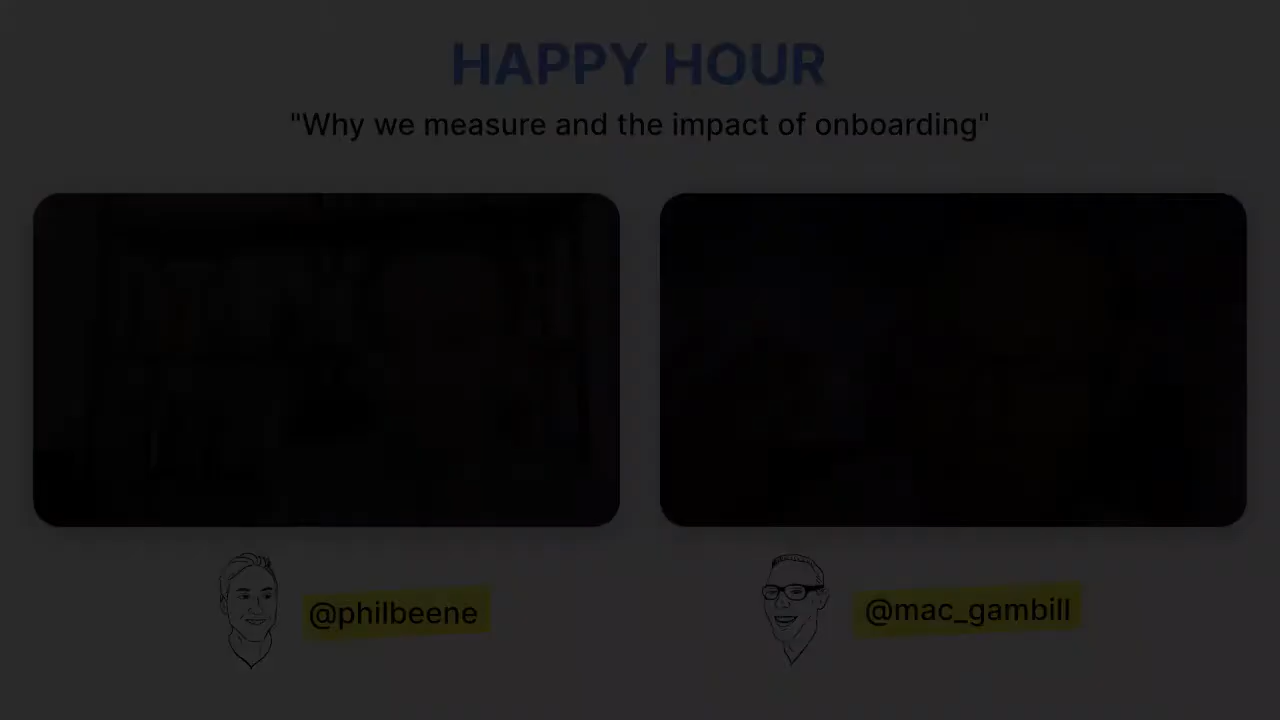 HAPPY HOUR
"Why we measure and the impact of onboarding"
@philbeene
@mac_gambill